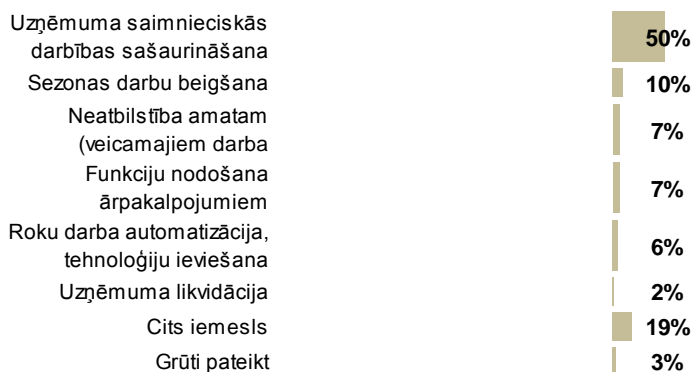 Uzņēmuma saimnieciskās
darbības sašaurināšana
50%
Sezonas darbu beigšana
10%
Neatbilstība amatam
(veicamajiem darba
7%
Funkciju nodošana
ārpakalpojumiem
7%
Roku darba automatizācija,
tehnoloģiju ieviešana
6%
Uzņēmuma likvidācija
2%
Cits iemesls
19%
Grūti pateikt
3%